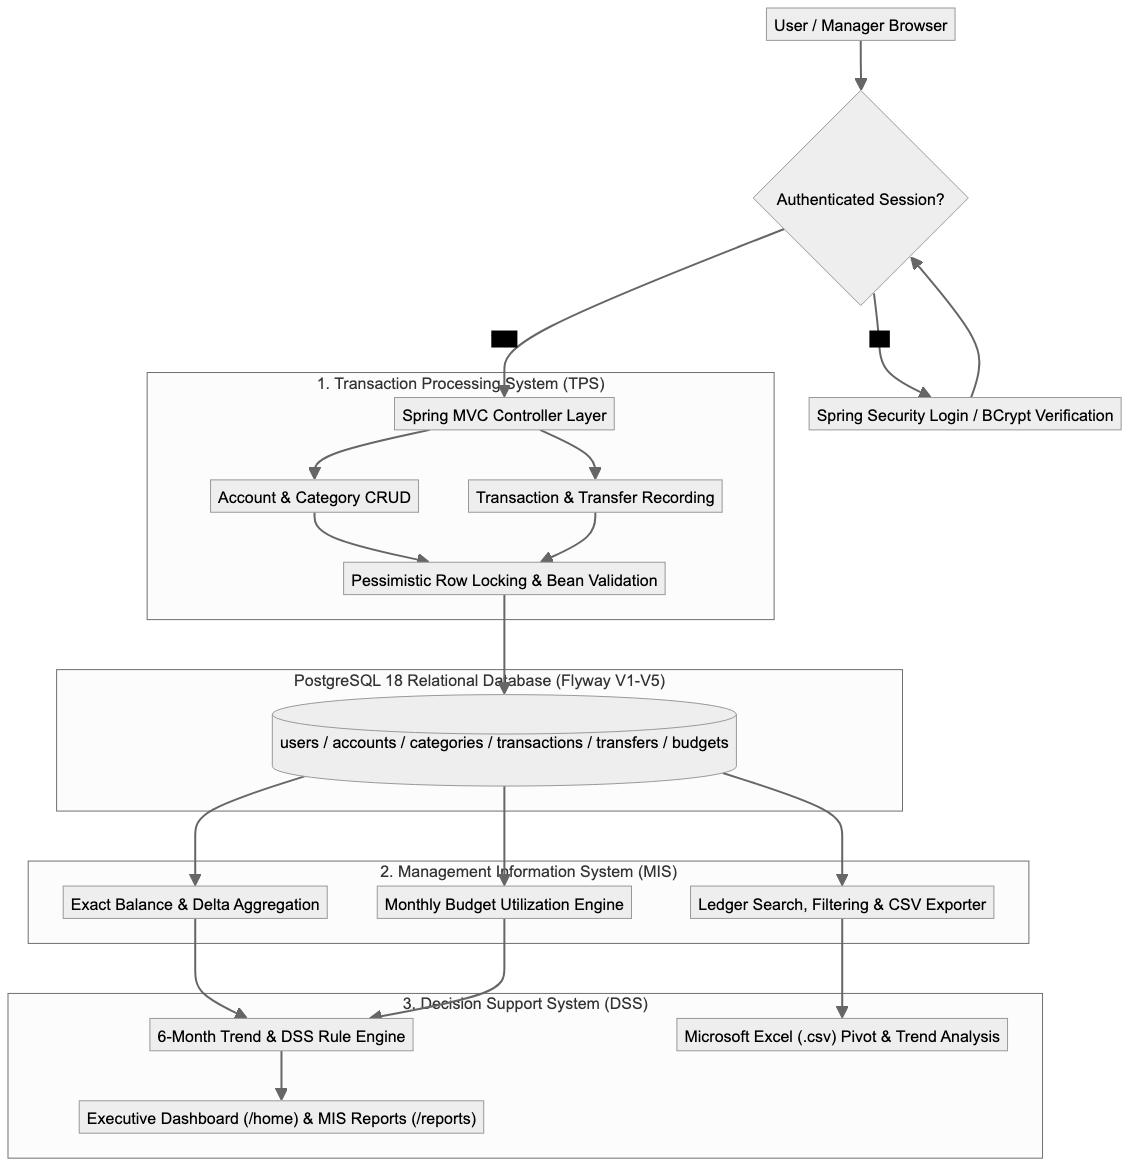 User / Manager Browser
Authenticated Session?
1. Transaction Processing System (TPS)
Spring MVC Controller Layer
Spring Security Login / BCrypt Verification
Account & Category CRUD
Transaction & Transfer Recording
Pessimistic Row Locking & Bean Validation
PostgreSQL 18 Relational Database (Flyway V1-V5)
users / accounts / categories / transactions / transfers / budgets
2. Management Information System (MIS)
Exact Balance & Delta Aggregation
Monthly Budget Utilization Engine
Ledger Search, Filtering & CSV Exporter
3. Decision Support System (DSS)
6-Month Trend & DSS Rule Engine
Microsoft Excel (.csv) Pivot & Trend Analysis
Executive Dashboard (/home) & MIS Reports (/reports)